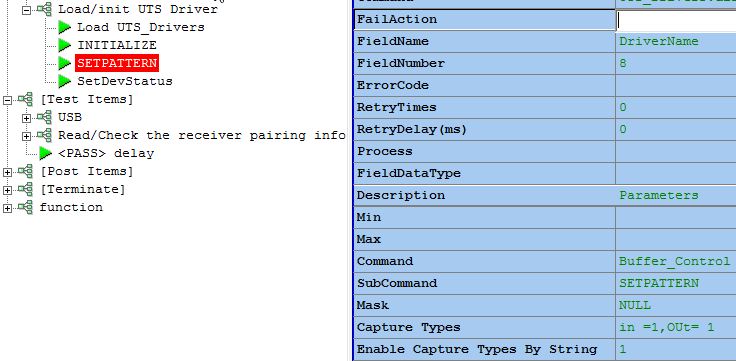 Load/init UTS Driver
Load UTS_Drivers
INITIALIZE
SETPATTERN
SetDevStatus
[Test Items]
USB
Read/Check the receiver pairing info
<PASS> delay
[Post Items]
[Terminate]
function
FailAction
FieldName DriverName
FieldNumber 8
ErrorCode
RetryTimes 0
RetryDelay(ms) 0
Process
FieldDataType
Description Parameters
Min
Max
Command Buffer_Control
SubCommand SETPATTERN
Mask NULL
Capture Types in =1,OUt= 1
Enable Capture Types By String 1